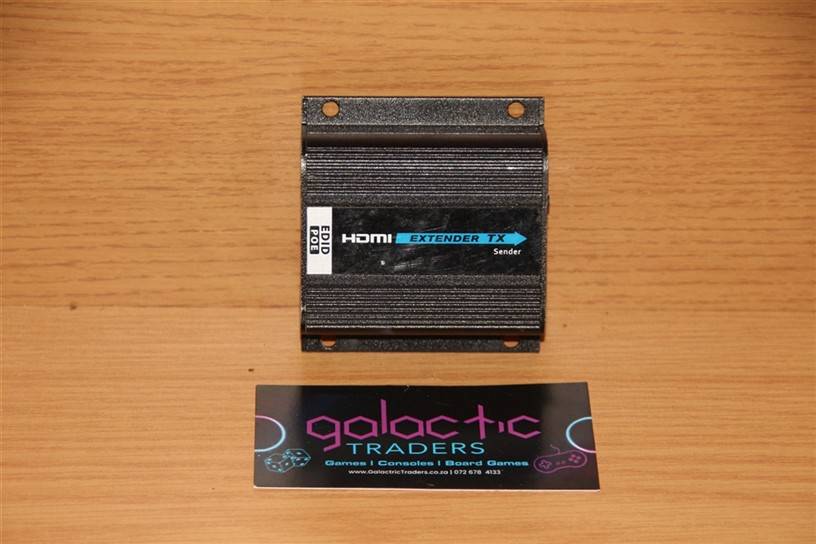 EDID
POE
HDMI EXTENDER TX
Sender
galactic
TRADERS
Games | Consoles | Board Games
www.GalacticTraders.co.za | 072 678 4133